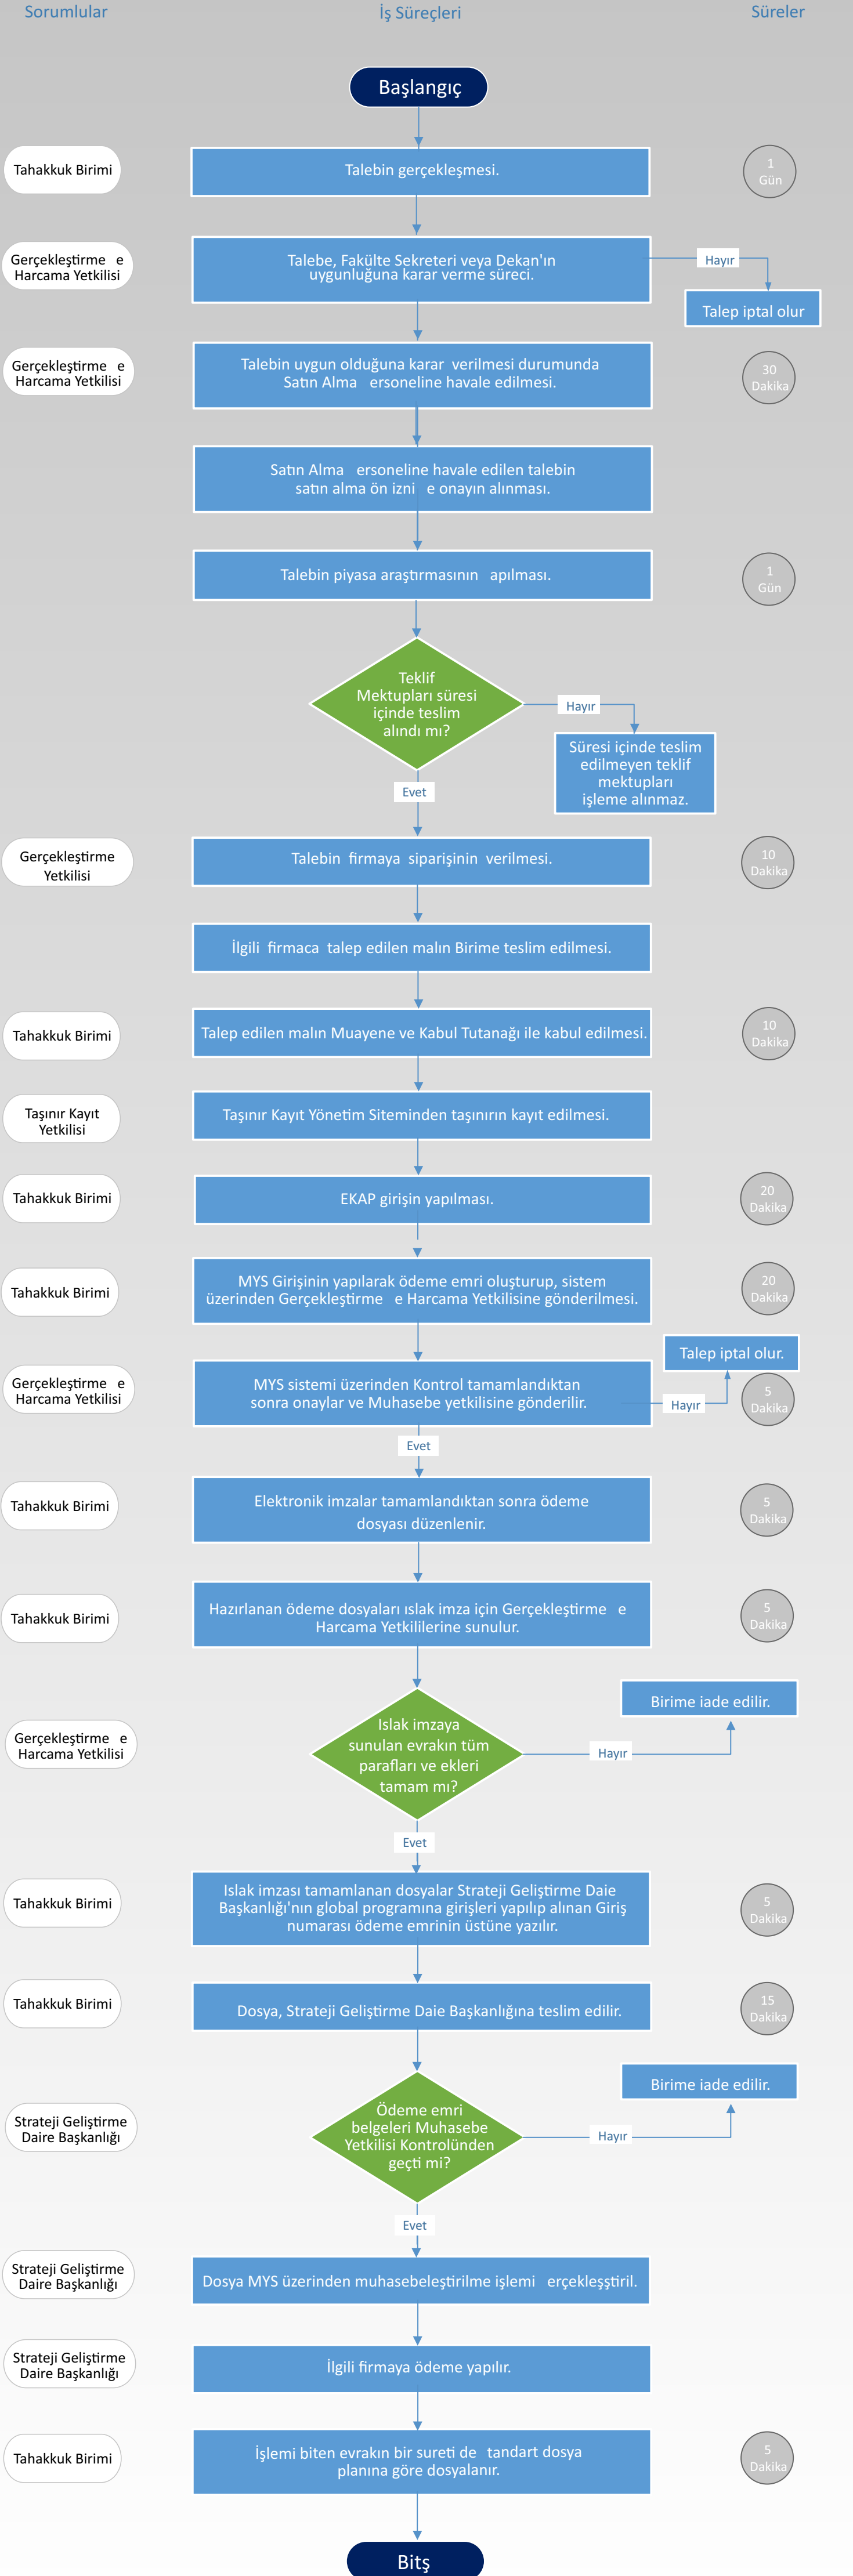 Sorumlular
İş Süreçleri
Süreler
Başlangıç
Tahakkuk Birimi
Talebin gerçekleşmesi.
1
Gün
Gerçekleştirme e
Harcama Yetkilisi
Talebe, Fakülte Sekreteri veya Dekan'ın
uygunluğuna karar verme süreci.
Hayır
Talep iptal olur
Gerçekleştirme e
Harcama Yetkilisi
Talebin uygun olduğuna karar verilmesi durumunda
Satın Alma ersoneline havale edilmesi.
30
Dakika
Satın Alma ersoneline havale edilen talebin
satın alma ön izni e onayın alınması.
Talebin piyasa araştırmasının apılması.
1
Gün
Teklif
Mektupları süresi
içinde teslim
alındı mı?
Hayır
Süresi içinde teslim
edilmeyen teklif
mektupları
işleme alınmaz.
Evet
Gerçekleştirme
Yetkilisi
Talebin firmaya siparişinin verilmesi.
10
Dakika
İlgili firmaca talep edilen malın Birime teslim edilmesi.
Tahakkuk Birimi
Talep edilen malın Muayene ve Kabul Tutanağı ile kabul edilmesi.
10
Dakika
Taşınır Kayıt
Yetkilisi
Taşınır Kayıt Yönetim Siteminden taşınırın kayıt edilmesi.
Tahakkuk Birimi
EKAP girişin yapılması.
20
Dakika
Tahakkuk Birimi
MYS Girişinin yapılarak ödeme emri oluşturup, sistem
üzerinden Gerçekleştirme e Harcama Yetkilisine gönderilmesi.
20
Dakika
Talep iptal olur.
Gerçekleştirme e
Harcama Yetkilisi
MYS sistemi üzerinden Kontrol tamamlandıktan
sonra onaylar ve Muhasebe yetkilisine gönderilir.
Hayır
5
Dakika
Evet
Tahakkuk Birimi
Elektronik imzalar tamamlandıktan sonra ödeme
dosyası düzenlenir.
5
Dakika
Tahakkuk Birimi
Hazırlanan ödeme dosyaları ıslak imza için Gerçekleştirme e
Harcama Yetkililerine sunulur.
5
Dakika
Birime iade edilir.
Gerçekleştirme e
Harcama Yetkilisi
Islak imzaya
sunulan evrakın tüm
parafları ve ekleri
tamam mı?
Hayır
Evet
Tahakkuk Birimi
Islak imzası tamamlanan dosyalar Strateji Geliştirme Daie
Başkanlığı'nın global programına girişleri yapılıp alınan Giriş
numarası ödeme emrinin üstüne yazılır.
5
Dakika
Tahakkuk Birimi
Dosya, Strateji Geliştirme Daie Başkanlığına teslim edilir.
15
Dakika
Birime iade edilir.
Strateji Geliştirme
Daire Başkanlığı
Ödeme emri
belgeleri Muhasebe
Yetkilisi Kontrolünden
geçti mi?
Hayır
Evet
Strateji Geliştirme
Daire Başkanlığı
Dosya MYS üzerinden muhasebeleştirilme işlemi erçekleşştiril.
Strateji Geliştirme
Daire Başkanlığı
İlgili firmaya ödeme yapılır.
Tahakkuk Birimi
İşlemi biten evrakın bir sureti de tandart dosya
planına göre dosyalanır.
5
Dakika
Bitş